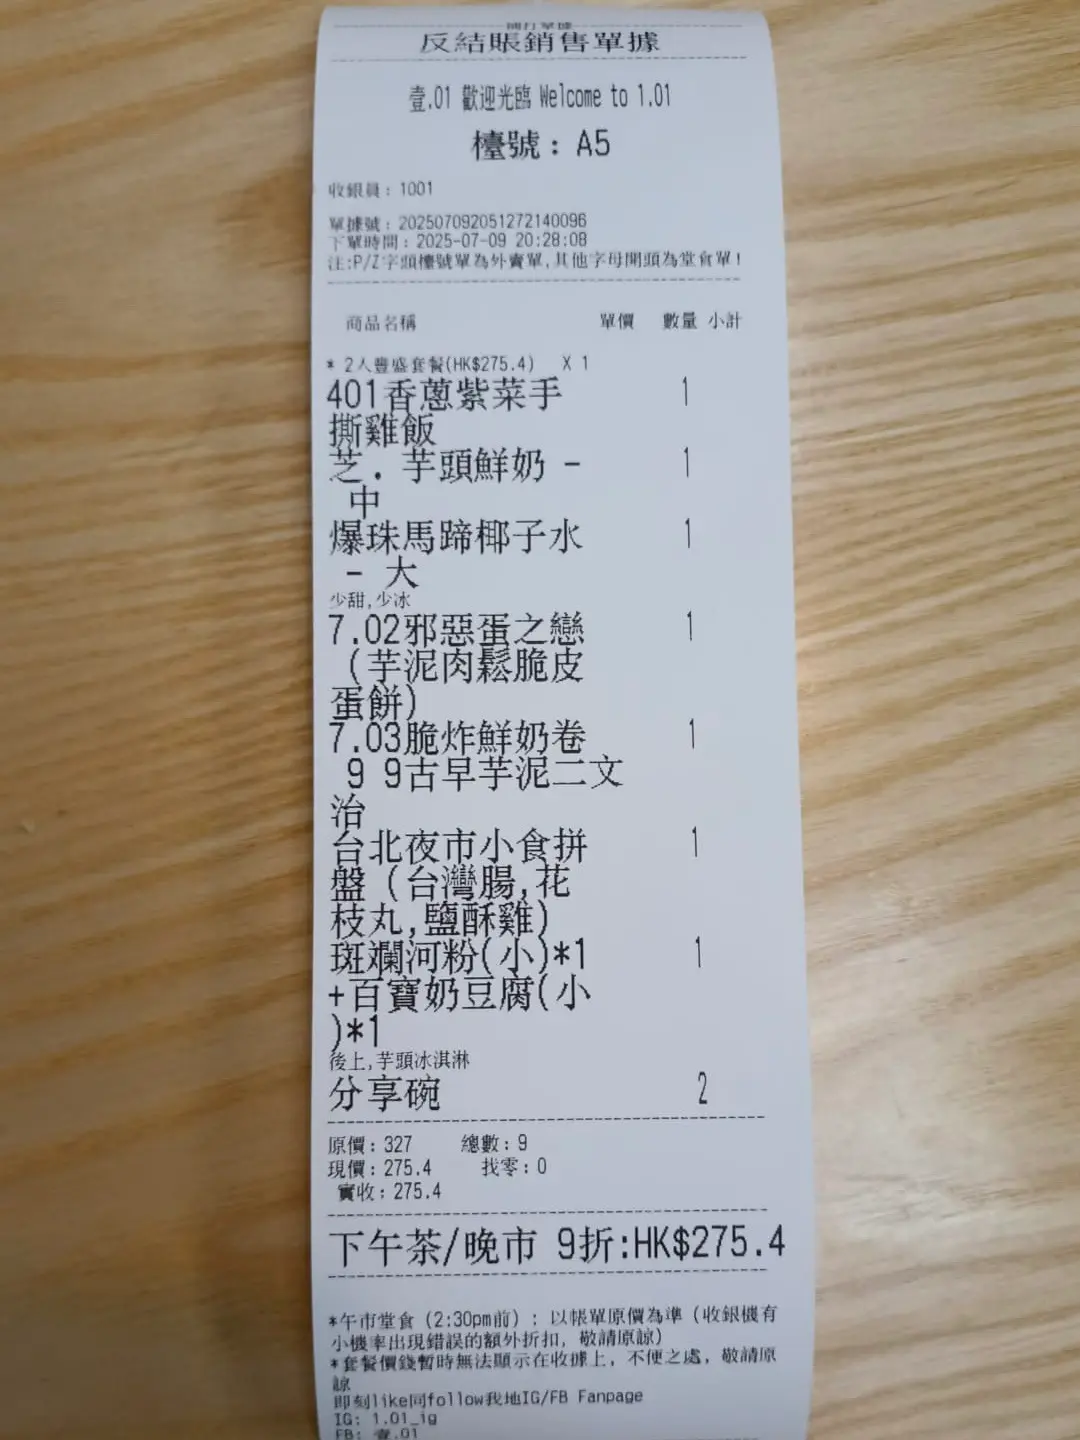 反結賬銷售單據
壹.01 歡迎光臨 Welcome to 1.01
檯號：A5
收銀員：1001
單據號：202507092051272140096
下單時間：2025-07-09 20:28:08
注:P/Z字頭檯號單為外賣單,其他字母開頭為堂食單!
商品名稱 單價 數量 小計
* 2人豐盛套餐(HK$275.4) X 1
401香蔥紫菜手 1
撕雞飯
芝．芋頭鮮奶 - 1
中
爆珠馬蹄椰子水 1
- 大
少甜,少冰
7.02邪惡蛋之戀 1
(芋泥肉鬆脆皮
蛋餅)
7.03脆炸鮮奶卷 1
9 9古早芋泥二文
治
台北夜市小食拼 1
盤 (台灣腸,花
枝丸,鹽酥雞)
斑斕河粉(小)*1 1
+百寶奶豆腐(小
)*1
後上,芋頭冰淇淋
分享碗 2
原價：327 總數：9
現價：275.4 找零：0
實收：275.4
下午茶/晚市 9折:HK$275.4
*午市堂食 (2:30pm前) : 以帳單原價為準 (收銀機有
小機率出現錯誤的額外折扣, 敬請原諒)
*套餐價錢暫時無法顯示在收據上, 不便之處, 敬請原
諒
即刻like同follow我地IG/FB Fanpage
IG: 1.01_ig
FB: 壹.01